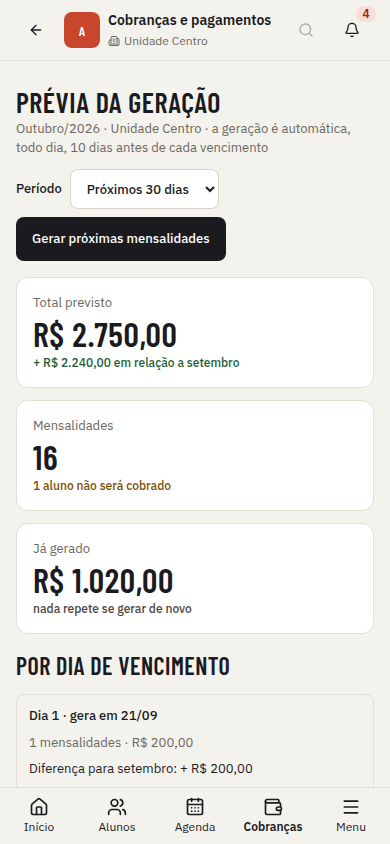 A
Cobranças e pagamentos
Unidade Centro
4
PRÉVIA DA GERAÇÃO
Outubro/2026 · Unidade Centro · a geração é automática,
todo dia, 10 dias antes de cada vencimento
Período
Próximos 30 dias
Gerar próximas mensalidades
Total previsto
R$ 2.750,00
+ R$ 2.240,00 em relação a setembro
Mensalidades
16
1 aluno não será cobrado
Já gerado
R$ 1.020,00
nada repete se gerar de novo
POR DIA DE VENCIMENTO
Dia 1 · gera em 21/09
1 mensalidades · R$ 200,00
Diferença para setembro: + R$ 200,00
Início
Alunos
Agenda
Cobranças
Menu